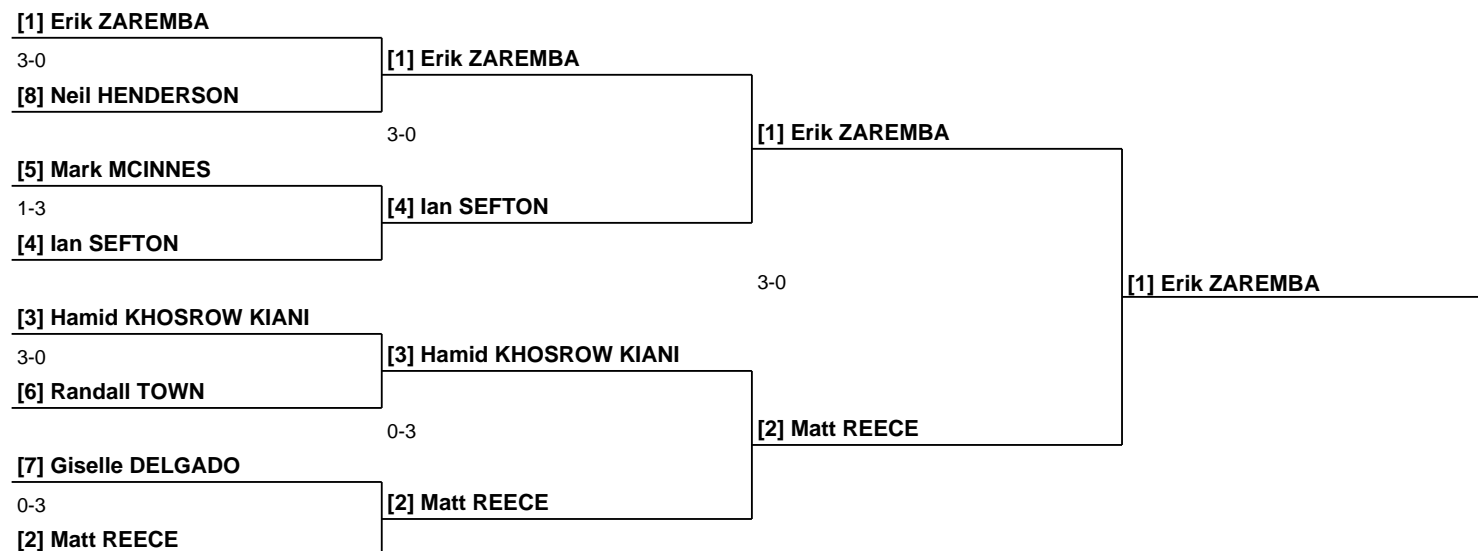 [1] Erik ZAREMBA
3-0
[8] Neil HENDERSON
[5] Mark MCINNES
1-3
[4] Ian SEFTON
[3] Hamid KHOSROW KIANI
3-0
[6] Randall TOWN
[7] Giselle DELGADO
0-3
[2] Matt REECE
[1] Erik ZAREMBA
3-0
[4] Ian SEFTON
[3] Hamid KHOSROW KIANI
0-3
[2] Matt REECE
[1] Erik ZAREMBA
3-0
[2] Matt REECE
[1] Erik ZAREMBA